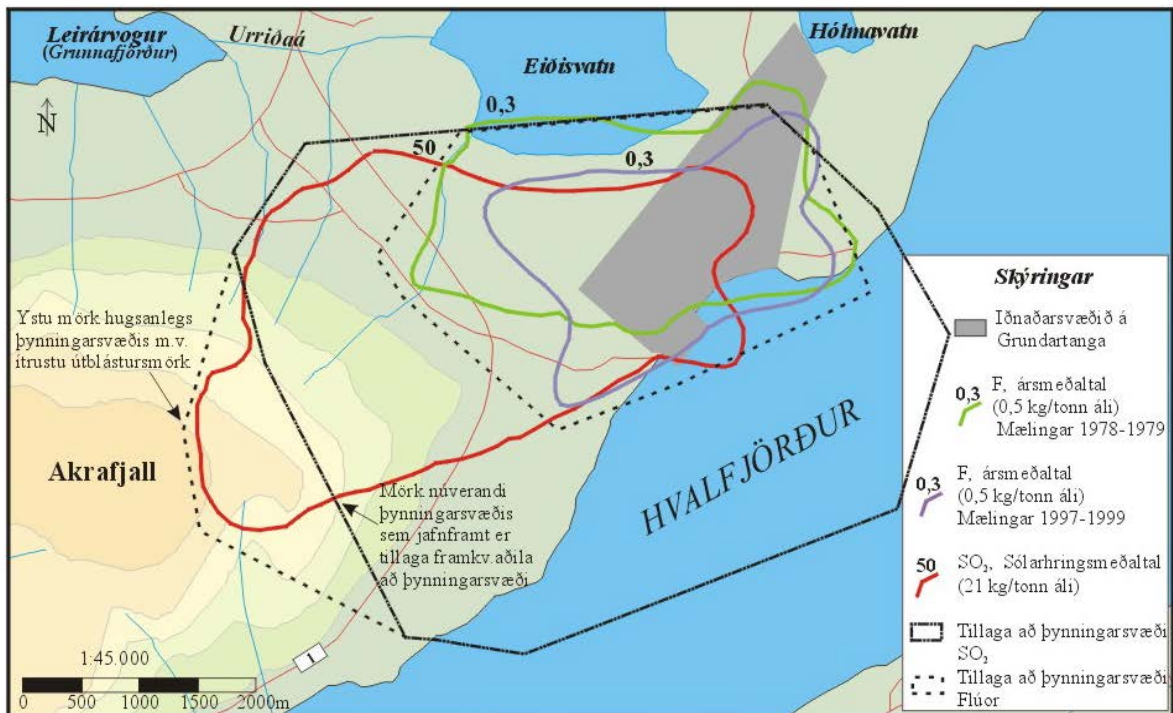 Leirárvogur
(Grunnafjörður)
Urriðaá
Hólmavatn
Eiðisvatn
N
0,3
50
0,3
Ystu mörk hugsanlegs
þynningarsvæðis m.v.
ítrustu útblástursmörk
Akrafjall
Mörk núverandi
þynningarsvæðis
sem jafnframt er
tillaga framkv.aðila
að þynningarsvæði
HVALFJÖRÐUR
1
1:45.000
0 500 1000 1500 2000m
Skýringar
Iðnaðarsvæðið á
Grundartanga
0,3 F, ársmeðaltal
(0,5 kg/tonn áli)
Mælingar 1978-1979
0,3 F, ársmeðaltal
(0,5 kg/tonn áli)
Mælingar 1997-1999
50 SO₂, Sólarhringsmeðaltal
(21 kg/tonn áli)
Tillaga að þynningarsvæði
SO₂
Tillaga að þynningarsvæði
Flúor